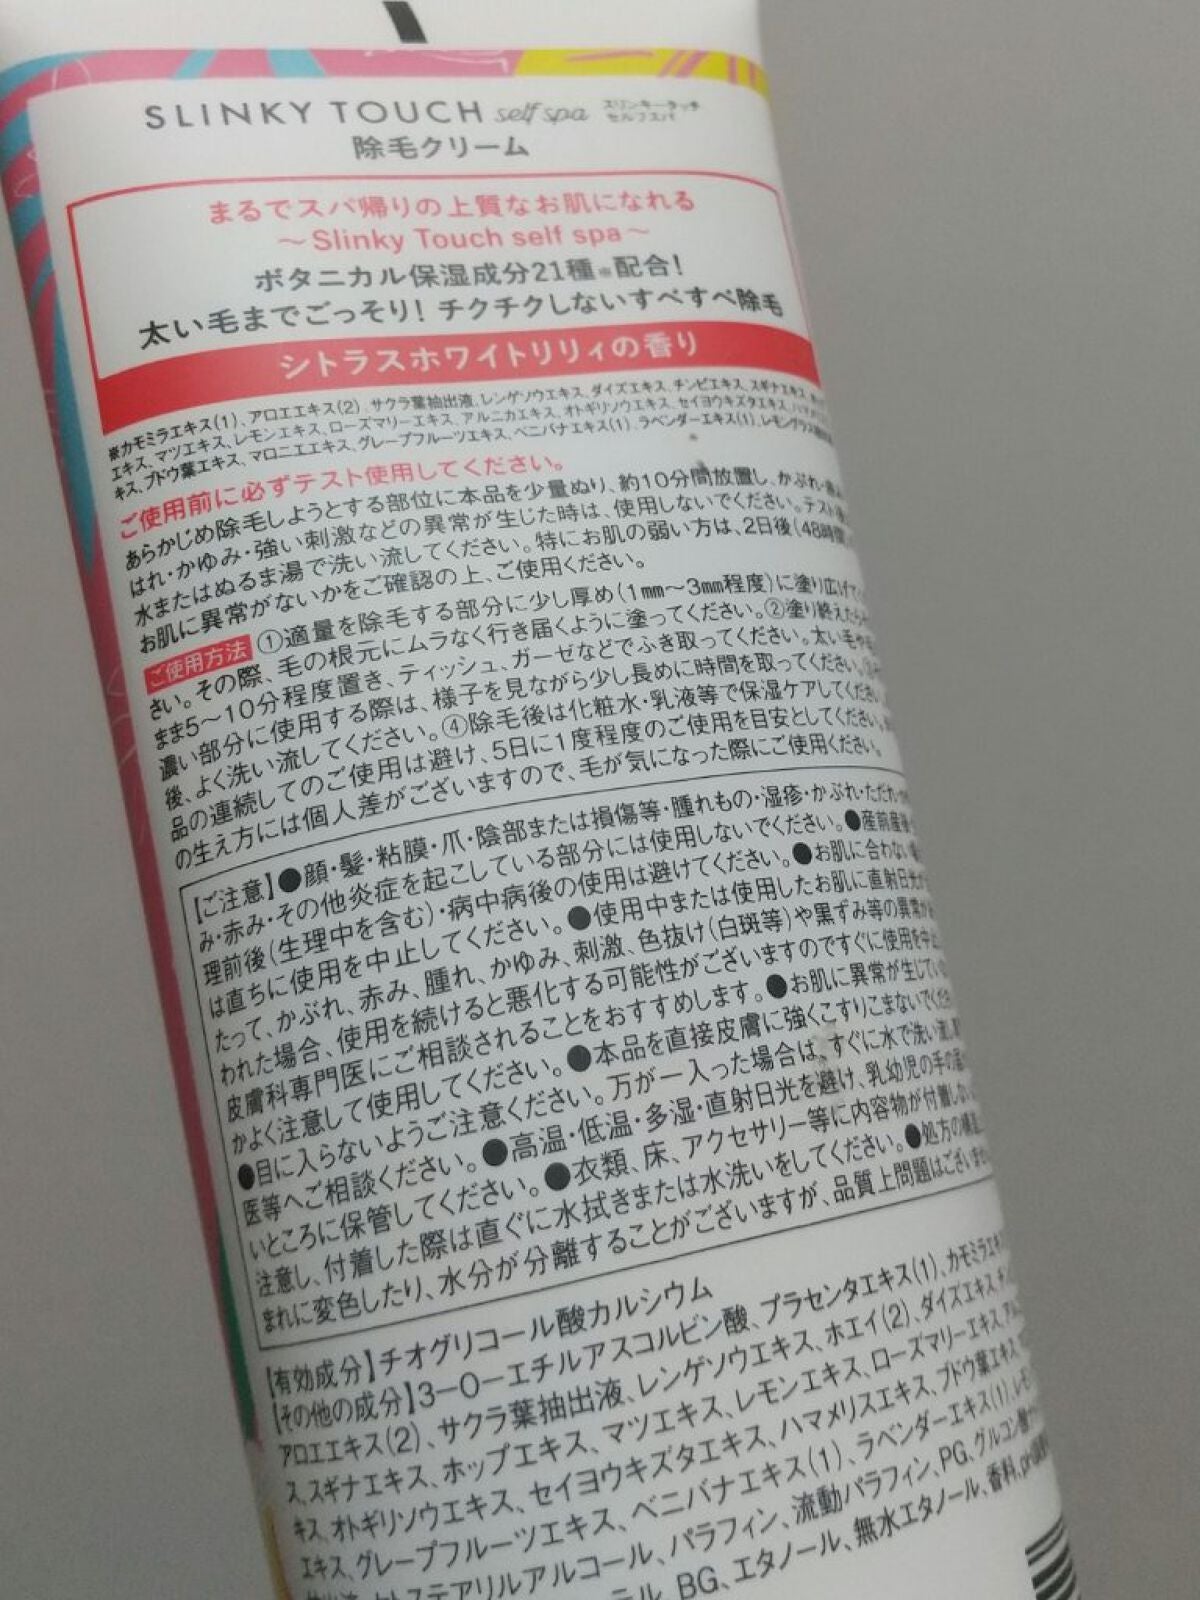 SLINKY TOUCH self spa スリンキータッチ セルフスパ
除毛クリーム
まるでスパ帰りの上質なお肌になれる
～Slinky Touch self spa～
ボタニカル保湿成分21種※配合!
太い毛までごっそり! チクチクしないすべすべ除毛
シトラスホワイトリリィの香り
※カモミラエキス(1)、アロエエキス(2)、サクラ葉抽出液、レンゲソウエキス、ダイズエキス、チンピエキス、スギナエキス、
エキス、マツエキス、レモンエキス、ローズマリーエキス、アルニカエキス、オトギリソウエキス、セイヨウキズタエキス、
キス、ブドウ葉エキス、マロニエエキス、グレープフルーツエキス、ベニバナエキス(1)、ラベンダーエキス(1)、
ご使用前に必ずテスト使用してください。
あらかじめ除毛しようとする部位に本品を少量ぬり、約10分間放置し、かぶれ・
はれ・かゆみ・強い刺激などの異常が生じた時は、使用しないでください。
水またはぬるま湯で洗い流してください。特にお肌の弱い方は、2日後(48時間
お肌に異常がないかをご確認の上、ご使用ください。
ご使用方法 ①適量を除毛する部分に少し厚め(1mm～3mm程度)に塗り広げて
さい。その際、毛の根元にムラなく行き届くように塗ってください。②塗り終えたら
まま5～10分程度置き、ティッシュ、ガーゼなどでふき取ってください。太い毛や
濃い部分に使用する際は、様子を見ながら少し長めに時間を取ってください。
後、よく洗い流してください。④除毛後は化粧水・乳液等で保湿ケアしてください。
品の連続してのご使用は避け、5日に1度程度のご使用を目安としてください。
の生え方には個人差がございますので、毛が気になった際にご使用ください。
【ご注意】●顔・髪・粘膜・爪・陰部または損傷等・腫れもの・湿疹・かぶれ・ただれ・
み・赤み・その他炎症を起こしている部分には使用しないでください。●産前産後・
理前後(生理中を含む)・病中病後の使用は避けてください。●お肌に合わない
は直ちに使用を中止してください。●使用中または使用したお肌に直射日光が
たって、かぶれ、赤み、腫れ、かゆみ、刺激、色抜け(白斑等)や黒ずみ等の異常が
われた場合、使用を続けると悪化する可能性がございますのですぐに使用を中止
皮膚科専門医にご相談されることをおすすめします。●お肌に異常が生じてい
かよく注意して使用してください。●本品を直接皮膚に強くこすりこまないでください。
●目に入らないようご注意ください。万が一入った場合は、すぐに水で洗い流し
医等へご相談ください。●高温・低温・多湿・直射日光を避け、乳幼児の手の届か
いところに保管してください。●衣類、床、アクセサリー等に内容物が付着しない
注意し、付着した際は直ぐに水拭きまたは水洗いをしてください。●処方の構造
まれに変色したり、水分が分離することがございますが、品質上問題はございま
【有効成分】チオグリコール酸カルシウム
【その他の成分】3-O-エチルアスコルビン酸、プラセンタエキス(1)、カモミラエキ
アロエエキス(2)、サクラ葉抽出液、レンゲソウエキス、ホエイ(2)、ダイズエキス、
ス、スギナエキス、ホップエキス、マツエキス、レモンエキス、ローズマリーエキス、
キス、オトギリソウエキス、セイヨウキズタエキス、ハマメリスエキス、ブドウ葉エキス、
エキス、グレープフルーツエキス、ベニバナエキス(1)、ラベンダーエキス(1)、
ステアリルアルコール、パラフィン、流動パラフィン、PG、グルコン酸
BG、エタノール、無水エタノール、香料、